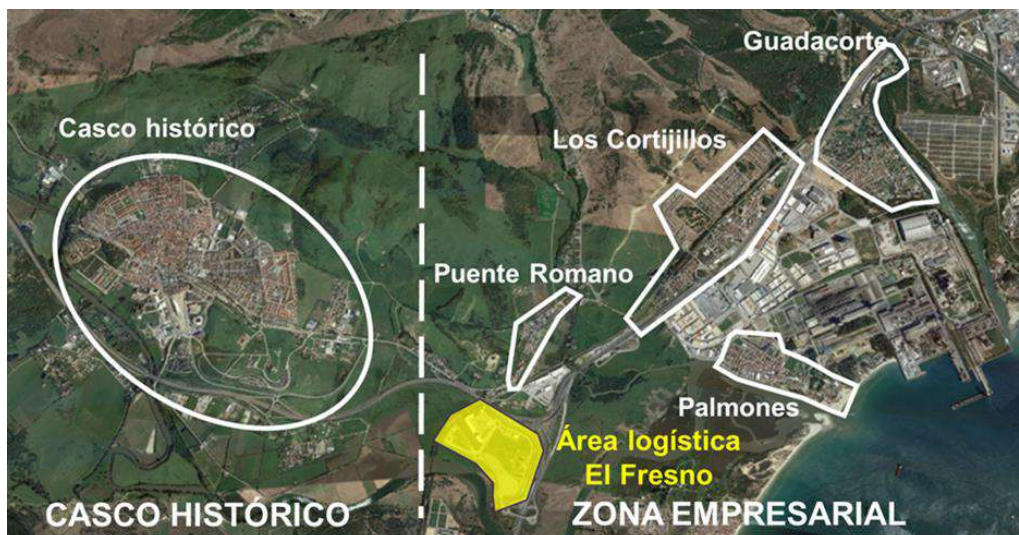 Guadacorte
Casco histórico
Los Cortijillos
Puente Romano
Palmones
Área logística
El Fresno
CASCO HISTÓRICO
ZONA EMPRESARIAL